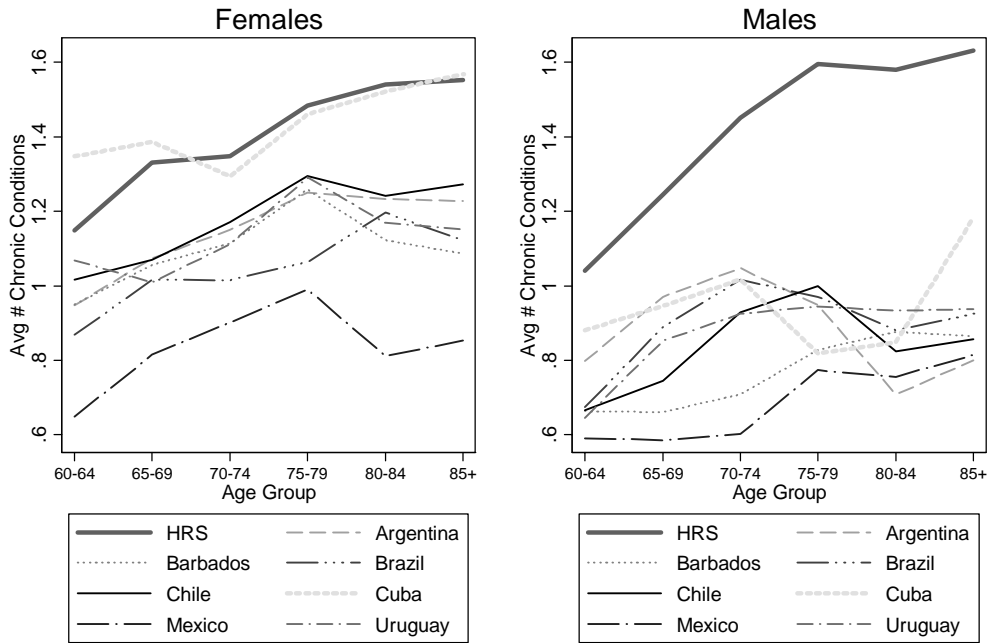 Females
Avg # Chronic Conditions
1.6
1.4
1.2
1
.8
.6
60-64 65-69 70-74 75-79 80-84 85+
Age Group
HRS Argentina
Barbados Brazil
Chile Cuba
Mexico Uruguay
Males
Avg # Chronic Conditions
1.6
1.4
1.2
1
.8
.6
60-64 65-69 70-74 75-79 80-84 85+
Age Group
HRS Argentina
Barbados Brazil
Chile Cuba
Mexico Uruguay